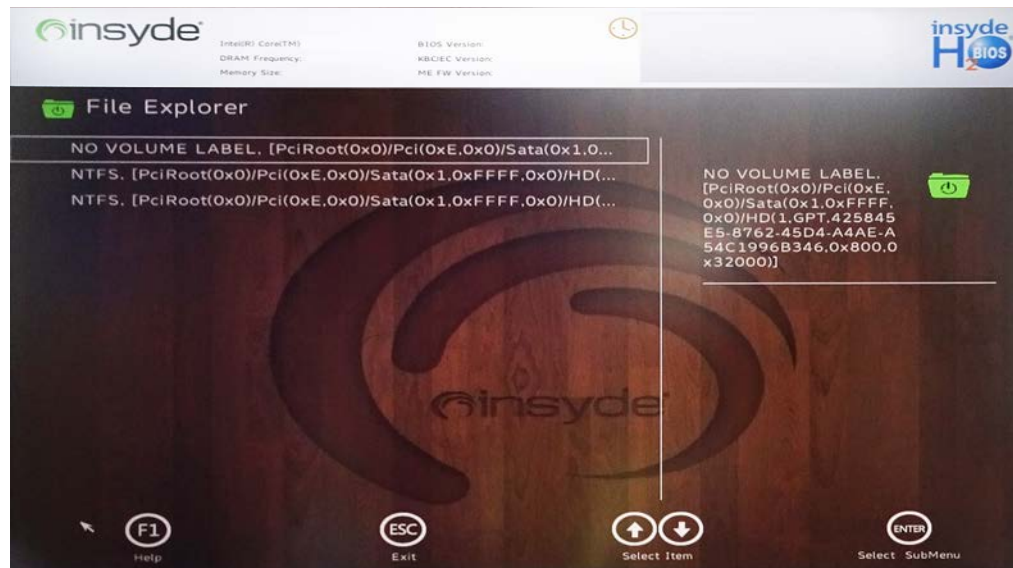 insyde
Intel(R) Core(TM)
DRAM Frequency:
Memory Size:
BIOS Version:
KBC/EC Version:
ME FW Version:
insyde
H2O BIOS
File Explorer
NO VOLUME LABEL, [PciRoot(0x0)/Pci(0xE,0x0)/Sata(0x1,0...
NTFS, [PciRoot(0x0)/Pci(0xE,0x0)/Sata(0x1,0xFFFF,0x0)/HD(...
NTFS, [PciRoot(0x0)/Pci(0xE,0x0)/Sata(0x1,0xFFFF,0x0)/HD(...
NO VOLUME LABEL,
[PciRoot(0x0)/Pci(0xE,
0x0)/Sata(0x1,0xFFFF,
0x0)/HD(1,GPT,425845
E5-8762-45D4-A4AE-A
54C1996B346,0x800,0
x32000)]
insyde
F1
Help
ESC
Exit
Select Item
ENTER
Select SubMenu